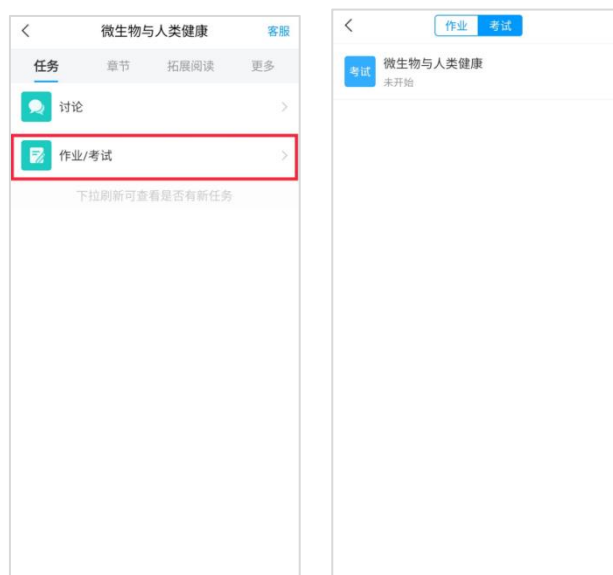 微生物与人类健康 客服
任务 章节 拓展阅读 更多
讨论
作业/考试
下拉刷新可查看是否有新任务
作业 考试
考试 微生物与人类健康
未开始